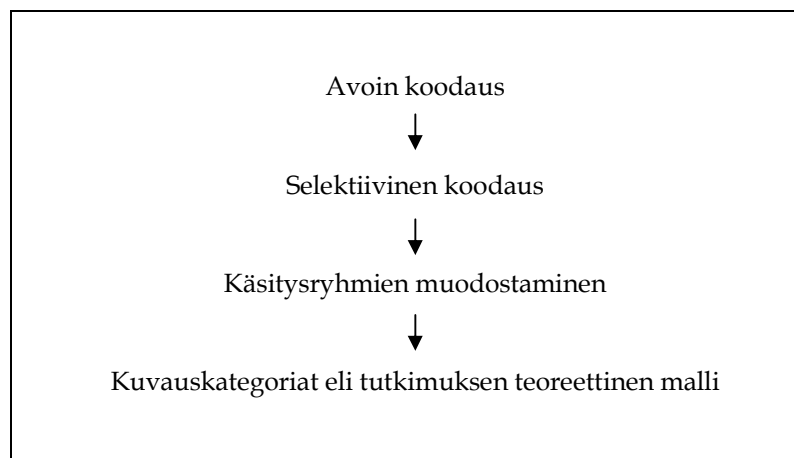 Avoin koodaus
Selektiivinen koodaus
Käsitysryhmien muodostaminen
Kuvauskategoriat eli tutkimuksen teoreettinen malli